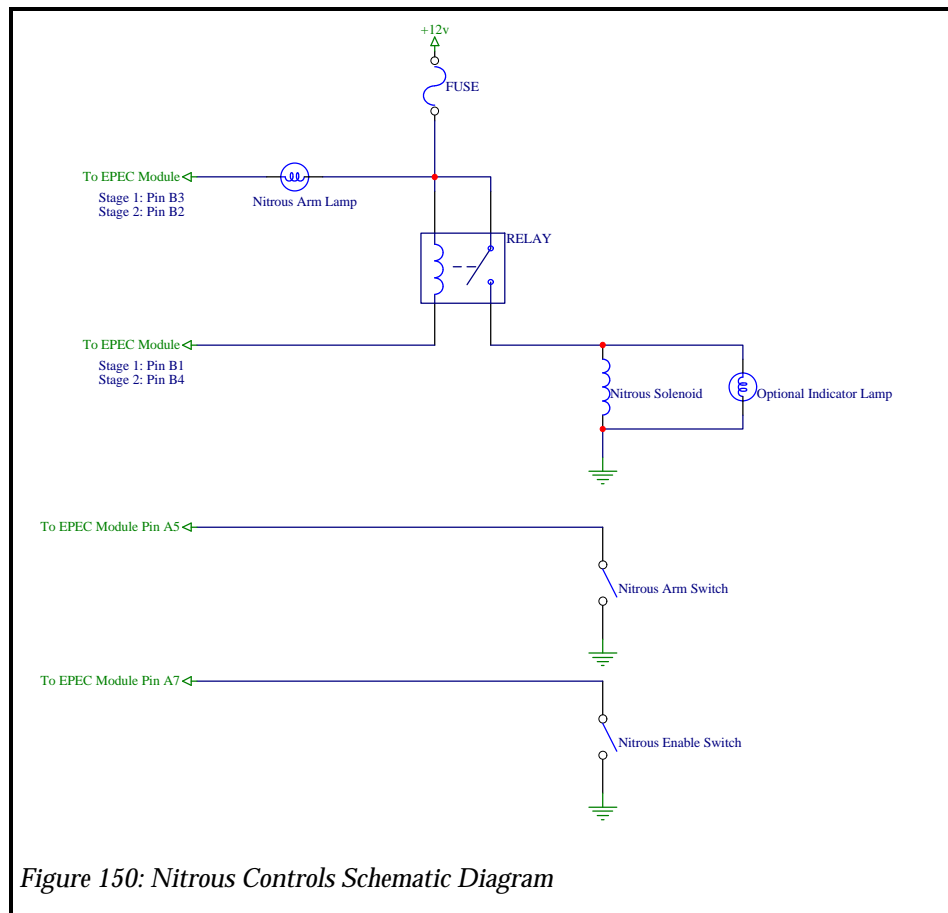 +12v
FUSE
To EPEC Module
Stage 1: Pin B3
Stage 2: Pin B2
Nitrous Arm Lamp
RELAY
To EPEC Module
Stage 1: Pin B1
Stage 2: Pin B4
Nitrous Solenoid
Optional Indicator Lamp
To EPEC Module Pin A5
Nitrous Arm Switch
To EPEC Module Pin A7
Nitrous Enable Switch
Figure 150: Nitrous Controls Schematic Diagram